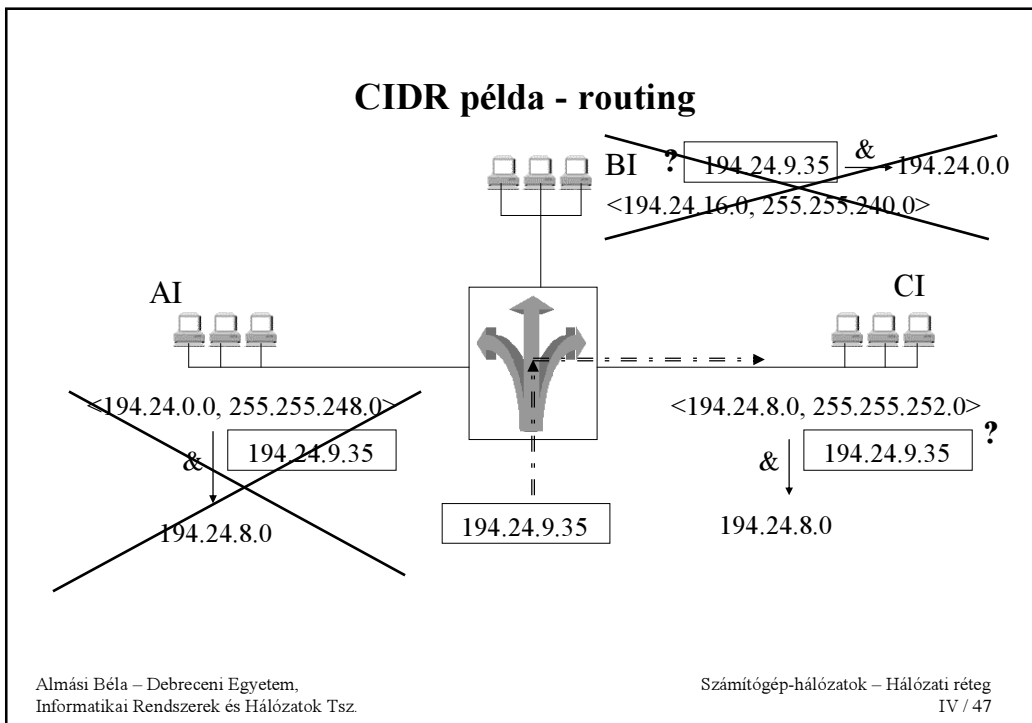 CIDR példa - routing
BI ? 194.24.9.35 & 194.24.0.0
<194.24.16.0, 255.255.240.0>
AI
CI
<194.24.0.0, 255.255.248.0>
& 194.24.9.35
194.24.8.0
194.24.9.35
<194.24.8.0, 255.255.252.0>
& 194.24.9.35 ?
194.24.8.0
Almási Béla – Debreceni Egyetem,
Informatikai Rendszerek és Hálózatok Tsz.
Számítógép-hálózatok – Hálózati réteg
IV / 47